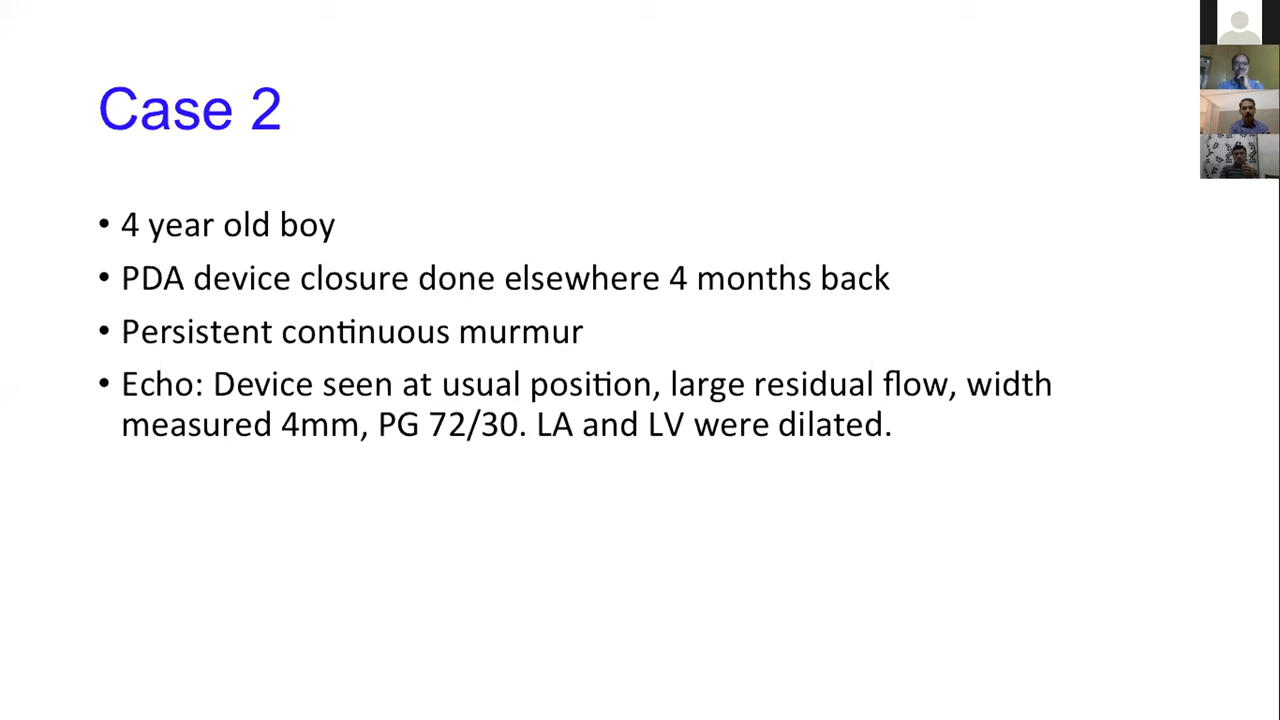 Case 2
• 4 year old boy
• PDA device closure done elsewhere 4 months back
• Persistent continuous murmur
• Echo: Device seen at usual position, large residual flow, width
measured 4mm, PG 72/30. LA and LV were dilated.